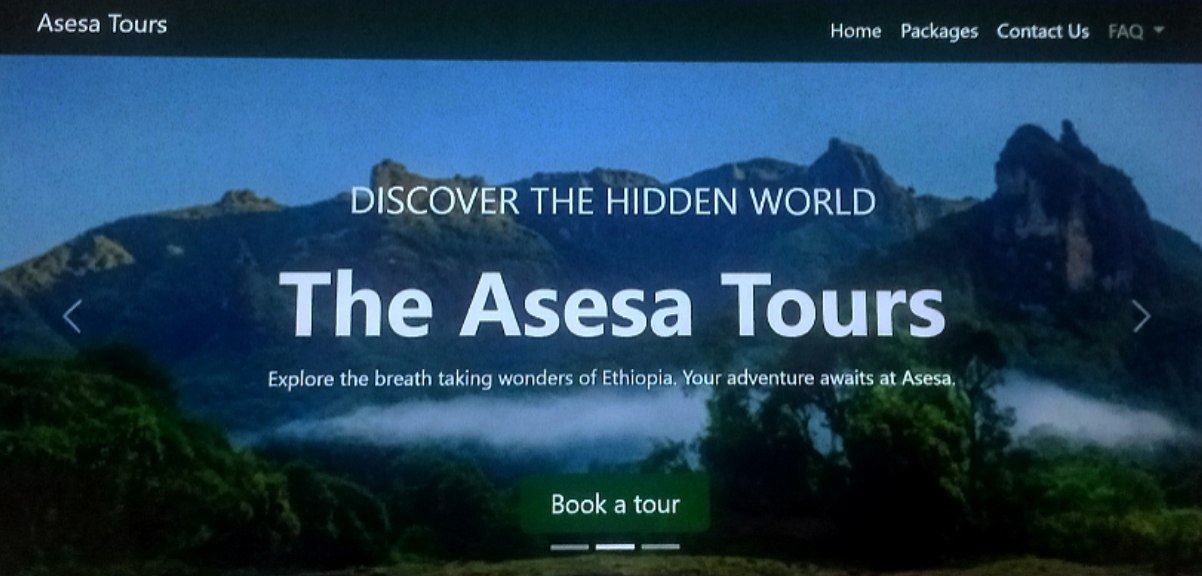 Asesa Tours
Home Packages Contact Us FAQ
DISCOVER THE HIDDEN WORLD
The Asesa Tours
Explore the breath taking wonders of Ethiopia. Your adventure awaits at Asesa.
Book a tour